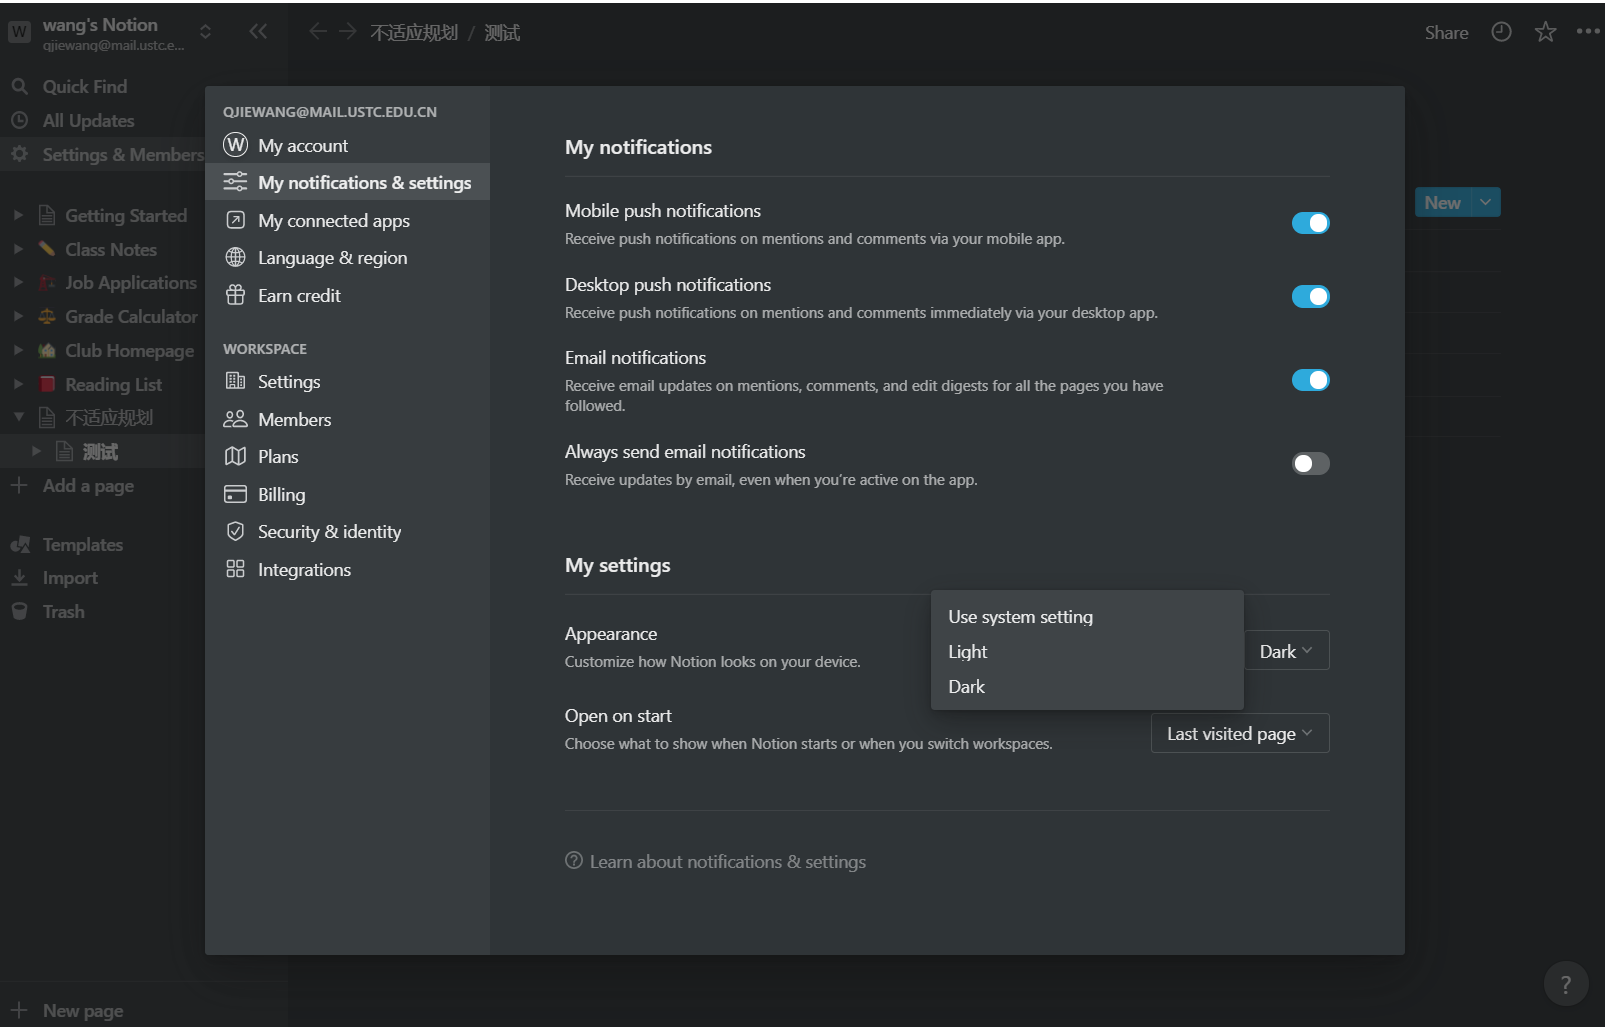 W
wang's Notion
qjiewang@mail.ustc.e...
Quick Find
All Updates
Settings & Members
Getting Started
Class Notes
Job Applications
Grade Calculator
Club Homepage
Reading List
不适应规划
测试
Add a page
Templates
Import
Trash
New page
不适应规划 / 测试
Share
New
QJIEWANG@MAIL.USTC.EDU.CN
W My account
My notifications & settings
My connected apps
Language & region
Earn credit
WORKSPACE
Settings
Members
Plans
Billing
Security & identity
Integrations
My notifications
Mobile push notifications
Receive push notifications on mentions and comments via your mobile app.
Desktop push notifications
Receive push notifications on mentions and comments immediately via your desktop app.
Email notifications
Receive email updates on mentions, comments, and edit digests for all the pages you have
followed.
Always send email notifications
Receive updates by email, even when you’re active on the app.
My settings
Appearance
Customize how Notion looks on your device.
Use system setting
Light
Dark
Dark
Open on start
Choose what to show when Notion starts or when you switch workspaces.
Last visited page
? Learn about notifications & settings
?